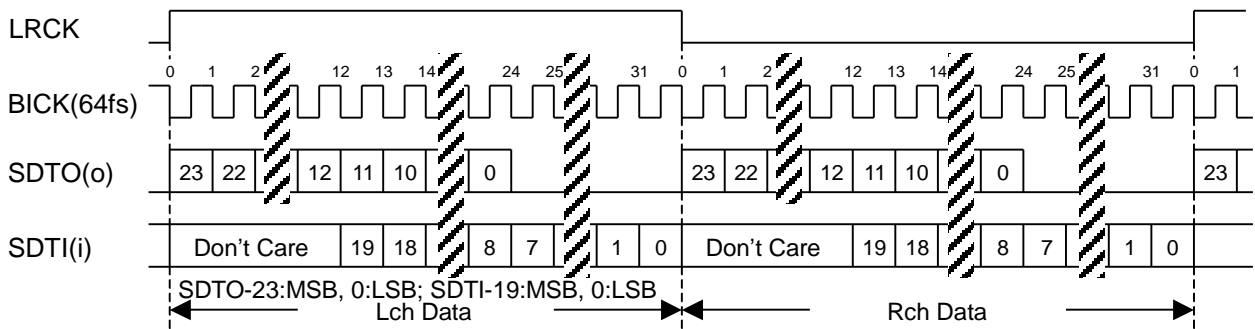 LRCK
0 1 2 12 13 14 24 25 31 0 1 2 12 13 14 24 25 31 0 1
BICK(64fs)
SDTO(o) 23 22 12 11 10 0 23 22 12 11 10 0 23
SDTI(i) Don't Care 19 18 8 7 1 0 Don't Care 19 18 8 7 1 0
SDTO-23:MSB, 0:LSB; SDTI-19:MSB, 0:LSB
Lch Data Rch Data